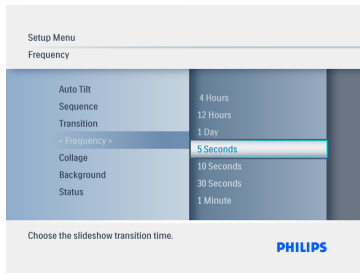 Setup Menu
Frequency
Auto Tilt
Sequence
Transition
« Frequency »
Collage
Background
Status
4 Hours
12 Hours
1 Day
5 Seconds
10 Seconds
30 Seconds
1 Minute
Choose the slideshow transition time.
PHILIPS